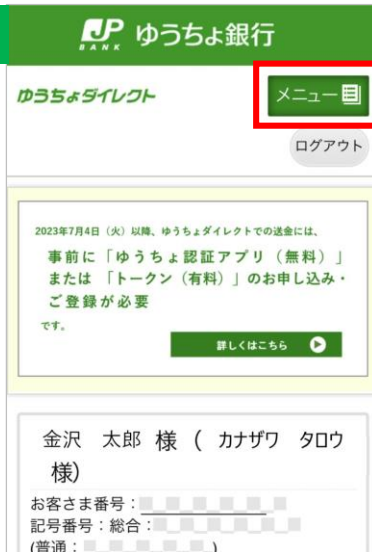 JP BANK ゆうちょ銀行
ゆうちょダイレクト
メニュー
ログアウト
2023年7月4日（火）以降、ゆうちょダイレクトでの送金には、
事前に「ゆうちょ認証アプリ（無料）」
または 「トークン（有料）」のお申し込み・
ご登録が必要
です。
詳しくはこちら
金沢 太郎 様 ( カナザワ タロウ
様)
お客さま番号：
記号番号：総合：
(普通： )